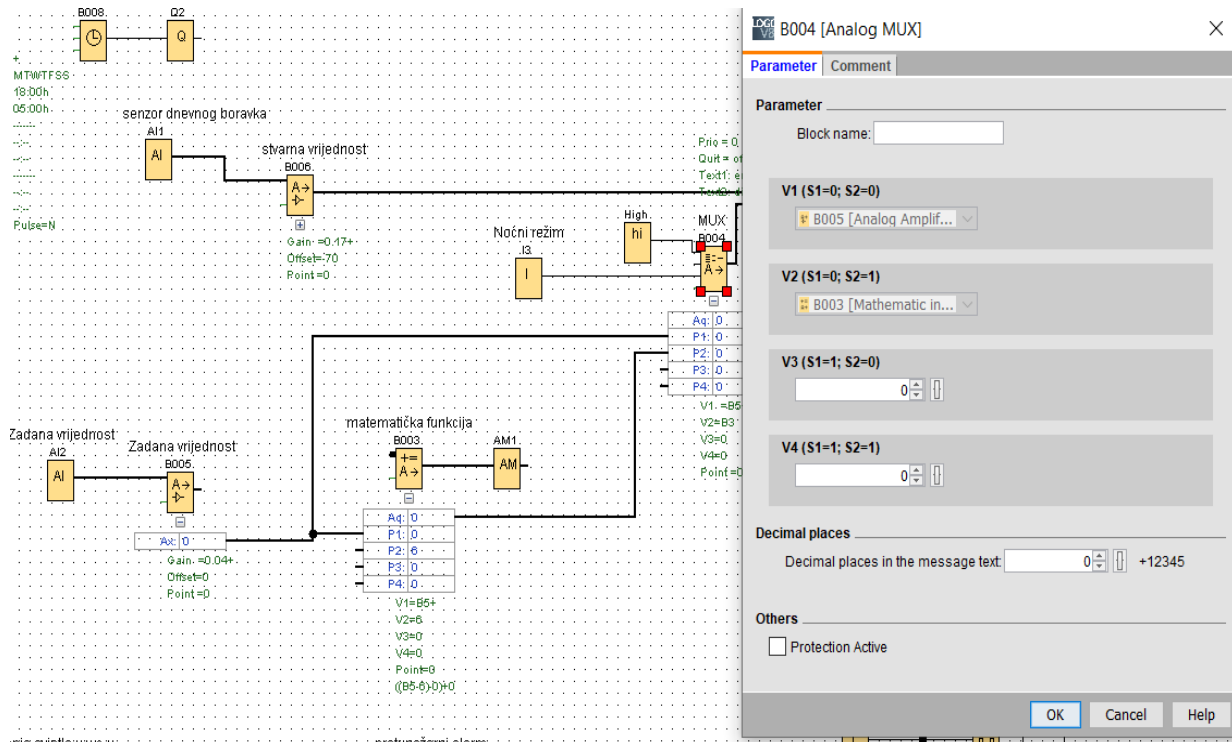 B008
Q2
Q
+
MTWTFSS
18:00h
05:00h
--:--
--:--
--:--
--:--
Pulse=N
senzor dnevnog boravka
AI1
AI
stvarna vrijednost
B006
A→
Gain =0.17+
Offset=-70
Point=0
Noćni režim
I3
I
High
hi
Prio = 0
Quit = of
Text1: e
MUX
B004
A→
Aq: 0
P1: 0
P2: 0
P3: 0
P4: 0
V1 =B5
V2=B3
V3=0
V4=0
Point=0
Zadana vrijednost
AI2
AI
Zadana vrijednost
B005
A→
Ax: 0
Gain =0.04+
Offset=0
Point=0
matematička funkcija
B003
+=
A→
AM1
AM
Aq: 0
P1: 0
P2: 6
P3: 0
P4: 0
V1=B5+
V2=6
V3=0
V4=0
Point=0
((B5-6)-0)+0
LOGO
V8
B004 [Analog MUX]
Parameter
Comment
Parameter
Block name:
V1 (S1=0; S2=0)
B005 [Analog Amplif...
V2 (S1=0; S2=1)
B003 [Mathematic in...
V3 (S1=1; S2=0)
0
V4 (S1=1; S2=1)
0
Decimal places
Decimal places in the message text: 0 +12345
Others
Protection Active
OK
Cancel
Help